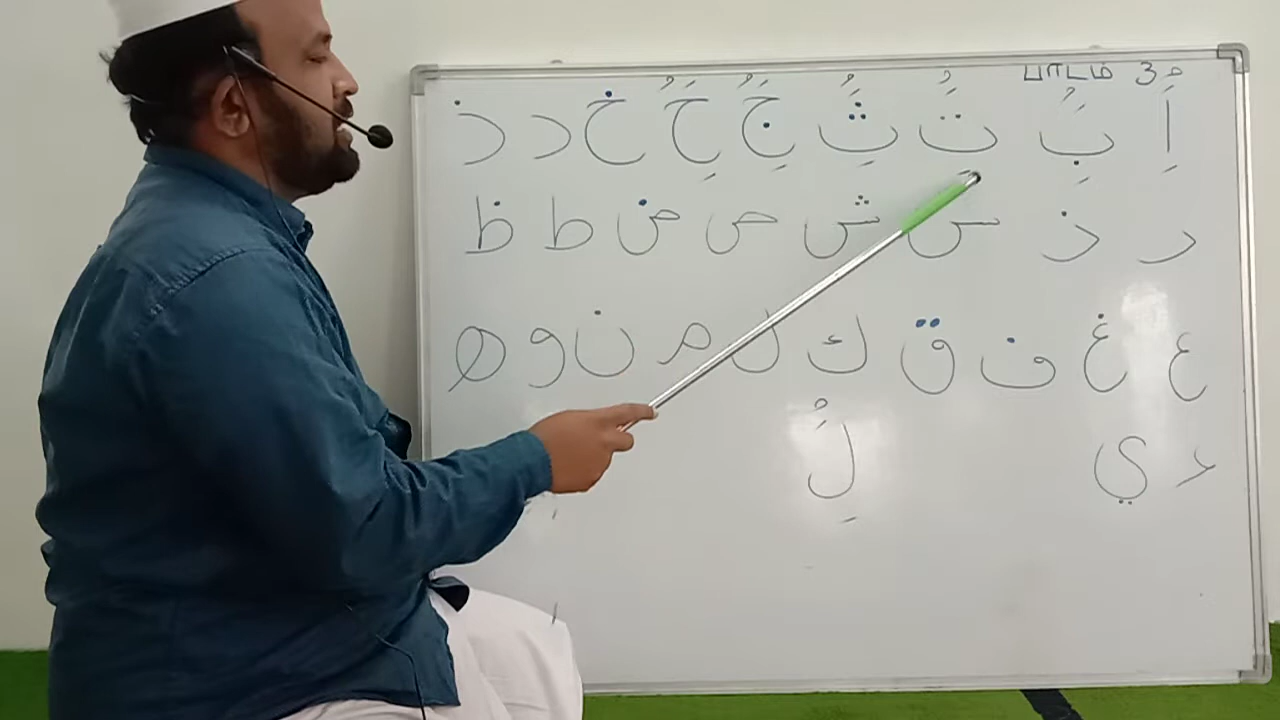 பாடம் 3
اَِ بَِ تَِ ثَِ جَِ حَِ خ د ذ
ر ز س ش ص ض ط ظ
ع غ ف ق ك ل م ن و ه
ء ي لَِ